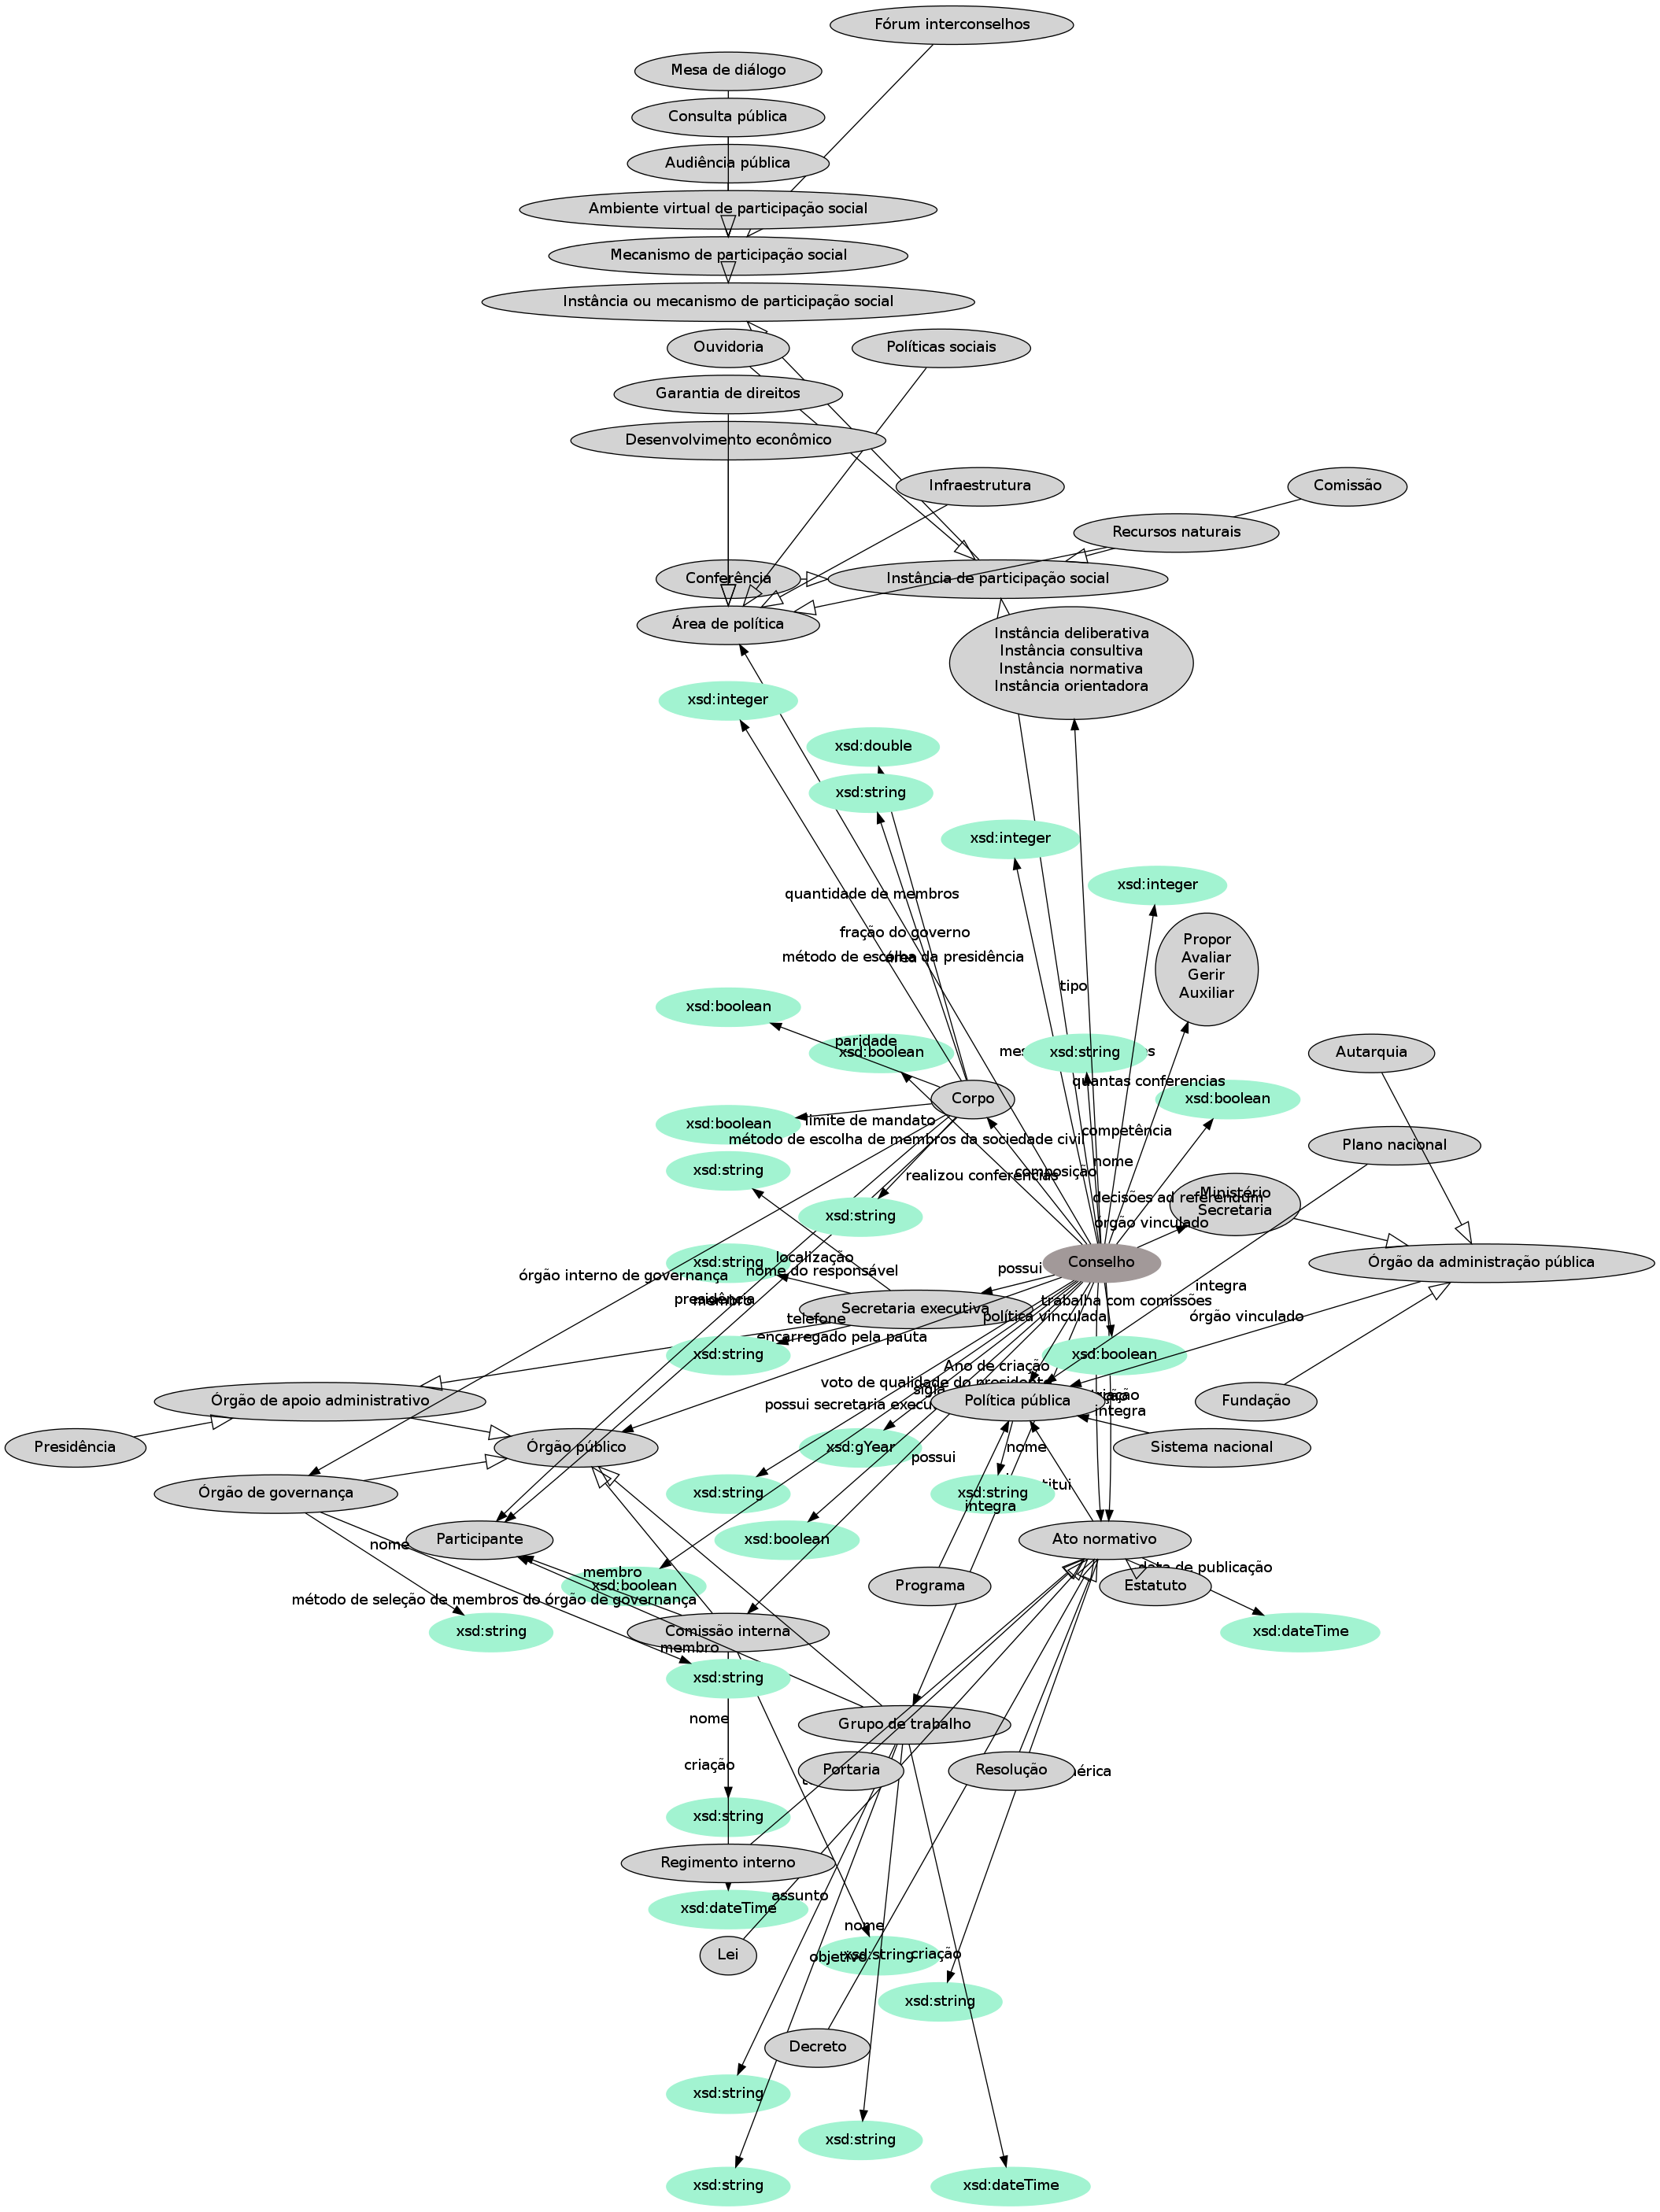 Fórum interconselhos
Mesa de diálogo
Consulta pública
Audiência pública
Ambiente virtual de participação social
Mecanismo de participação social
Instância ou mecanismo de participação social
Ouvidoria
Políticas sociais
Garantia de direitos
Desenvolvimento econômico
Infraestrutura
Comissão
Recursos naturais
Conferência
Instância de participação social
Área de política
Instância deliberativa
Instância consultiva
Instância normativa
Instância orientadora
xsd:integer
xsd:double
xsd:string
xsd:integer
xsd:integer
quantidade de membros
Propor
Avaliar
Gerir
Auxiliar
fração do governo
método de escolha da presidência
tipo
xsd:boolean
paridade
xsd:boolean
xsd:string
Autarquia
quantas conferencias
Corpo
xsd:boolean
limite de mandato
xsd:boolean
competência
método de escolha de membros da sociedade civil
Plano nacional
nome
xsd:string
realizou conferencias
composição
decisões ad referendum
Ministério
Secretaria
xsd:string
órgão vinculado
localização
xsd:string
nome do responsável
órgão interno de governança
possui
Conselho
Órgão da administração pública
integra
presidência
membro
Secretaria executiva
trabalha com comissões
política vinculada
órgão vinculado
telefone
encarregado pela pauta
xsd:string
xsd:boolean
Ano de criação
voto de qualidade do presidente
sigla
Órgão de apoio administrativo
Política pública
Fundação
integra
Presidência
Órgão público
xsd:gYear
nome
Sistema nacional
possui
Órgão de governança
xsd:string
xsd:string
integra
Participante
nome
xsd:boolean
Ato normativo
data de publicação
membro
xsd:boolean
Programa
Estatuto
método de seleção de membros do órgão de governança
xsd:string
Comissão interna
xsd:dateTime
membro
xsd:string
nome
Grupo de trabalho
criação
Portaria
Resolução
xsd:string
Regimento interno
assunto
xsd:dateTime
nome
Lei
objetivo
xsd:string
criação
xsd:string
Decreto
xsd:string
xsd:string
xsd:string
xsd:dateTime